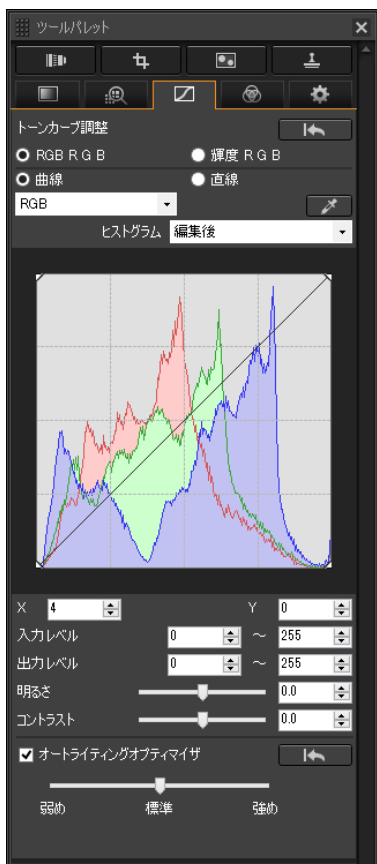 ツールパレット
トーンカーブ調整
RGB R G B
輝度 R G B
曲線
直線
RGB
ヒストグラム 編集後
X 4 Y 0
入力レベル 0 ～ 255
出力レベル 0 ～ 255
明るさ 0.0
コントラスト 0.0
オートライティングオプティマイザ
弱め 標準 強め